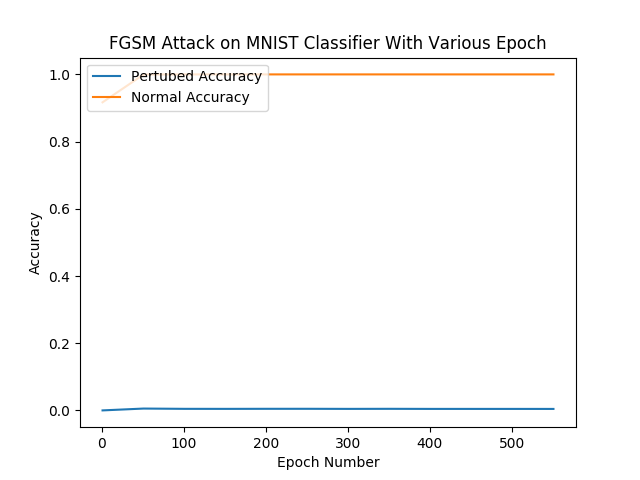 FGSM Attack on MNIST Classifier With Various Epoch
1.0
Pertubed Accuracy
Normal Accuracy
0.8
0.6
Accuracy
0.4
0.2
0.0
0 100 200 300 400 500
Epoch Number